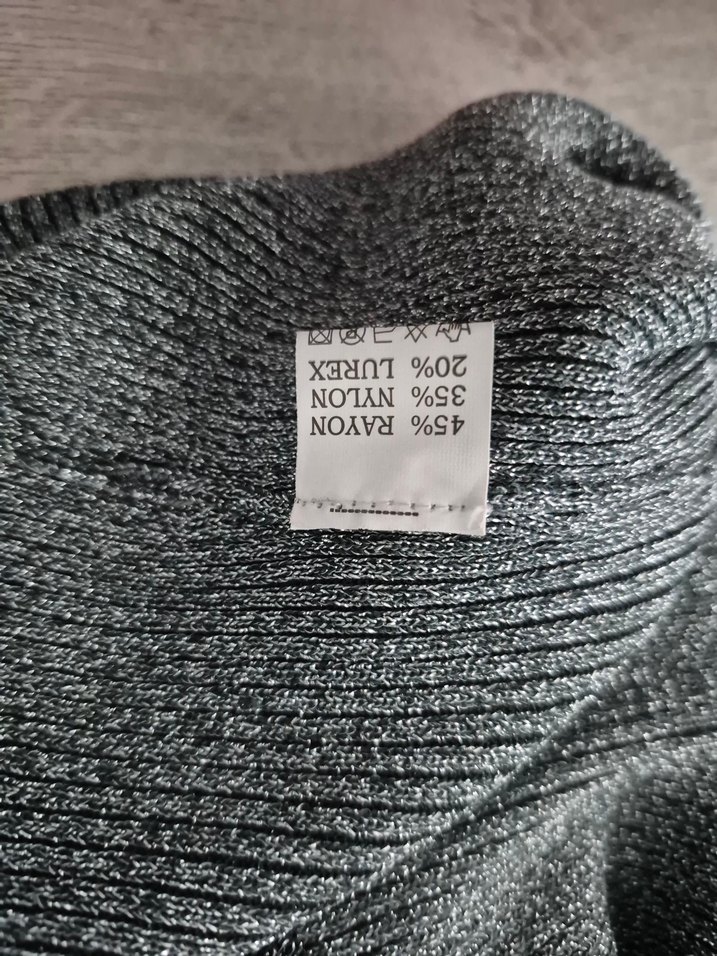 45% RAYON
35% NYLON
20% LUREX